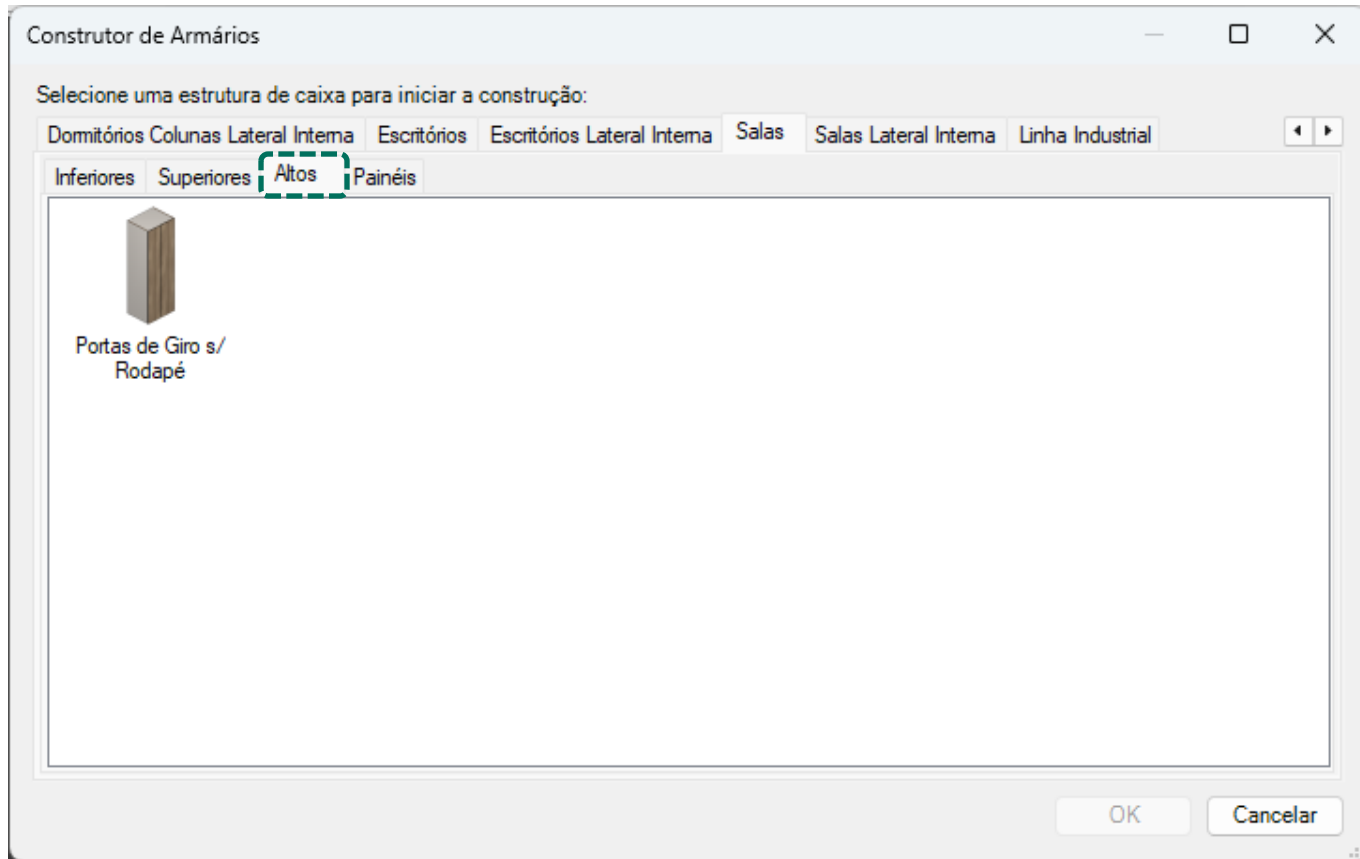 Construtor de Armários
Selecione uma estrutura de caixa para iniciar a construção:
Dormitórios Colunas Lateral Interna Escritórios Escritórios Lateral Interna Salas Salas Lateral Interna Linha Industrial
Inferiores Superiores Altos Painéis
Portas de Giro s/
Rodapé
OK Cancelar